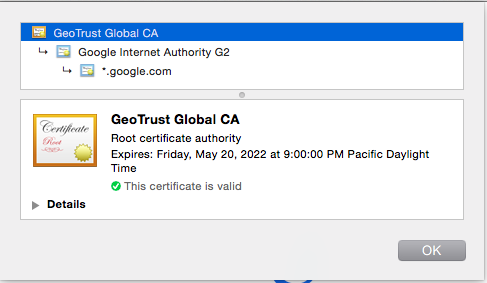 GeoTrust Global CA
Google Internet Authority G2
*.google.com
Certificate
Root
GeoTrust Global CA
Root certificate authority
Expires: Friday, May 20, 2022 at 9:00:00 PM Pacific Daylight
Time
This certificate is valid
Details
OK